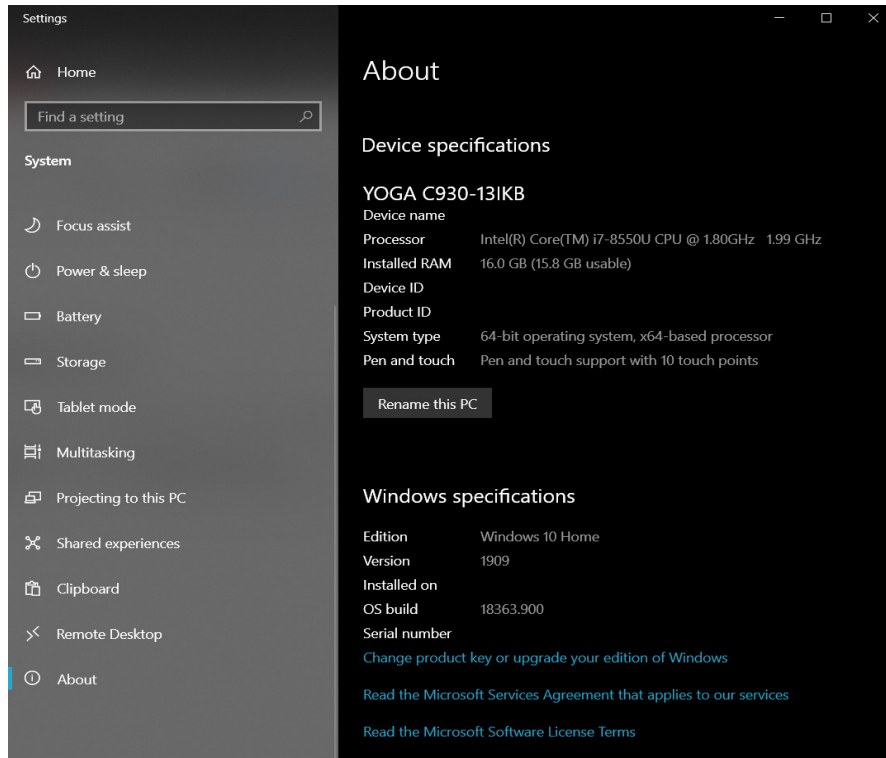 Settings
Home
Find a setting
System
Focus assist
Power & sleep
Battery
Storage
Tablet mode
Multitasking
Projecting to this PC
Shared experiences
Clipboard
Remote Desktop
About
About
Device specifications
YOGA C930-13IKB
Device name
Processor Intel(R) Core(TM) i7-8550U CPU @ 1.80GHz 1.99 GHz
Installed RAM 16.0 GB (15.8 GB usable)
Device ID
Product ID
System type 64-bit operating system, x64-based processor
Pen and touch Pen and touch support with 10 touch points
Rename this PC
Windows specifications
Edition Windows 10 Home
Version 1909
Installed on
OS build 18363.900
Serial number
Change product key or upgrade your edition of Windows
Read the Microsoft Services Agreement that applies to our services
Read the Microsoft Software License Terms